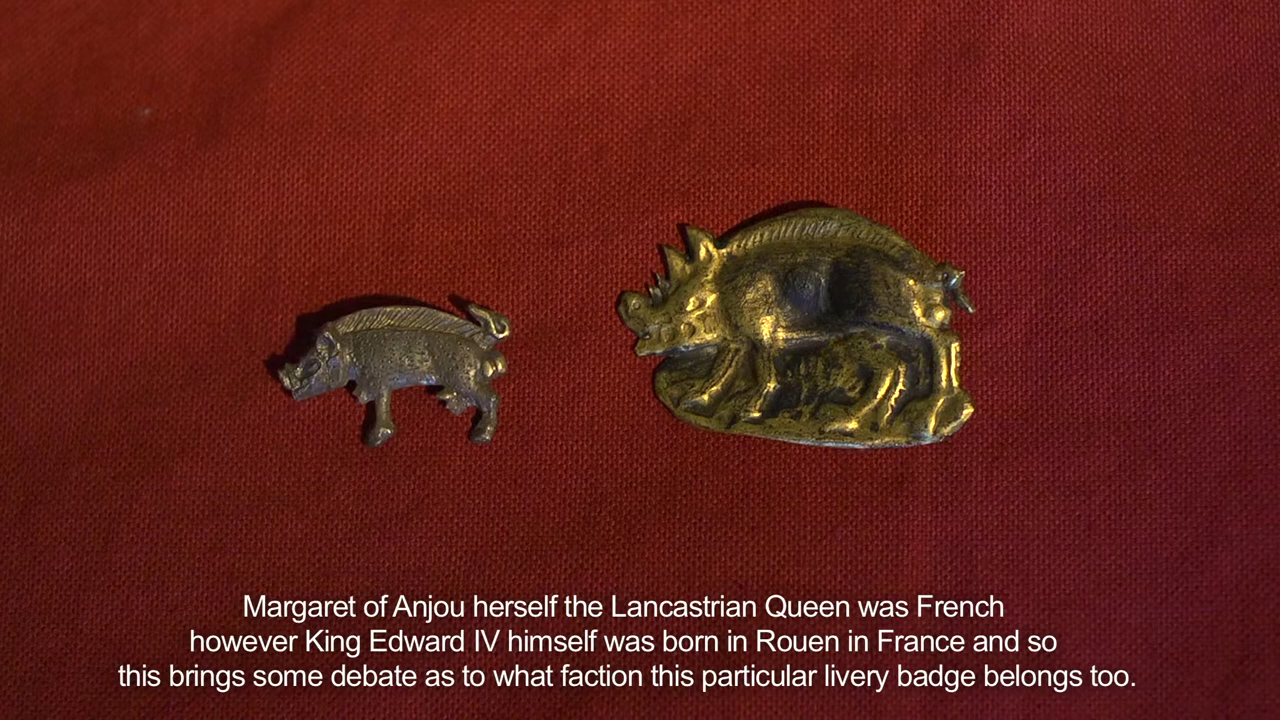 Margaret of Anjou herself the Lancastrian Queen was French
however King Edward IV himself was born in Rouen in France and so
this brings some debate as to what faction this particular livery badge belongs too.